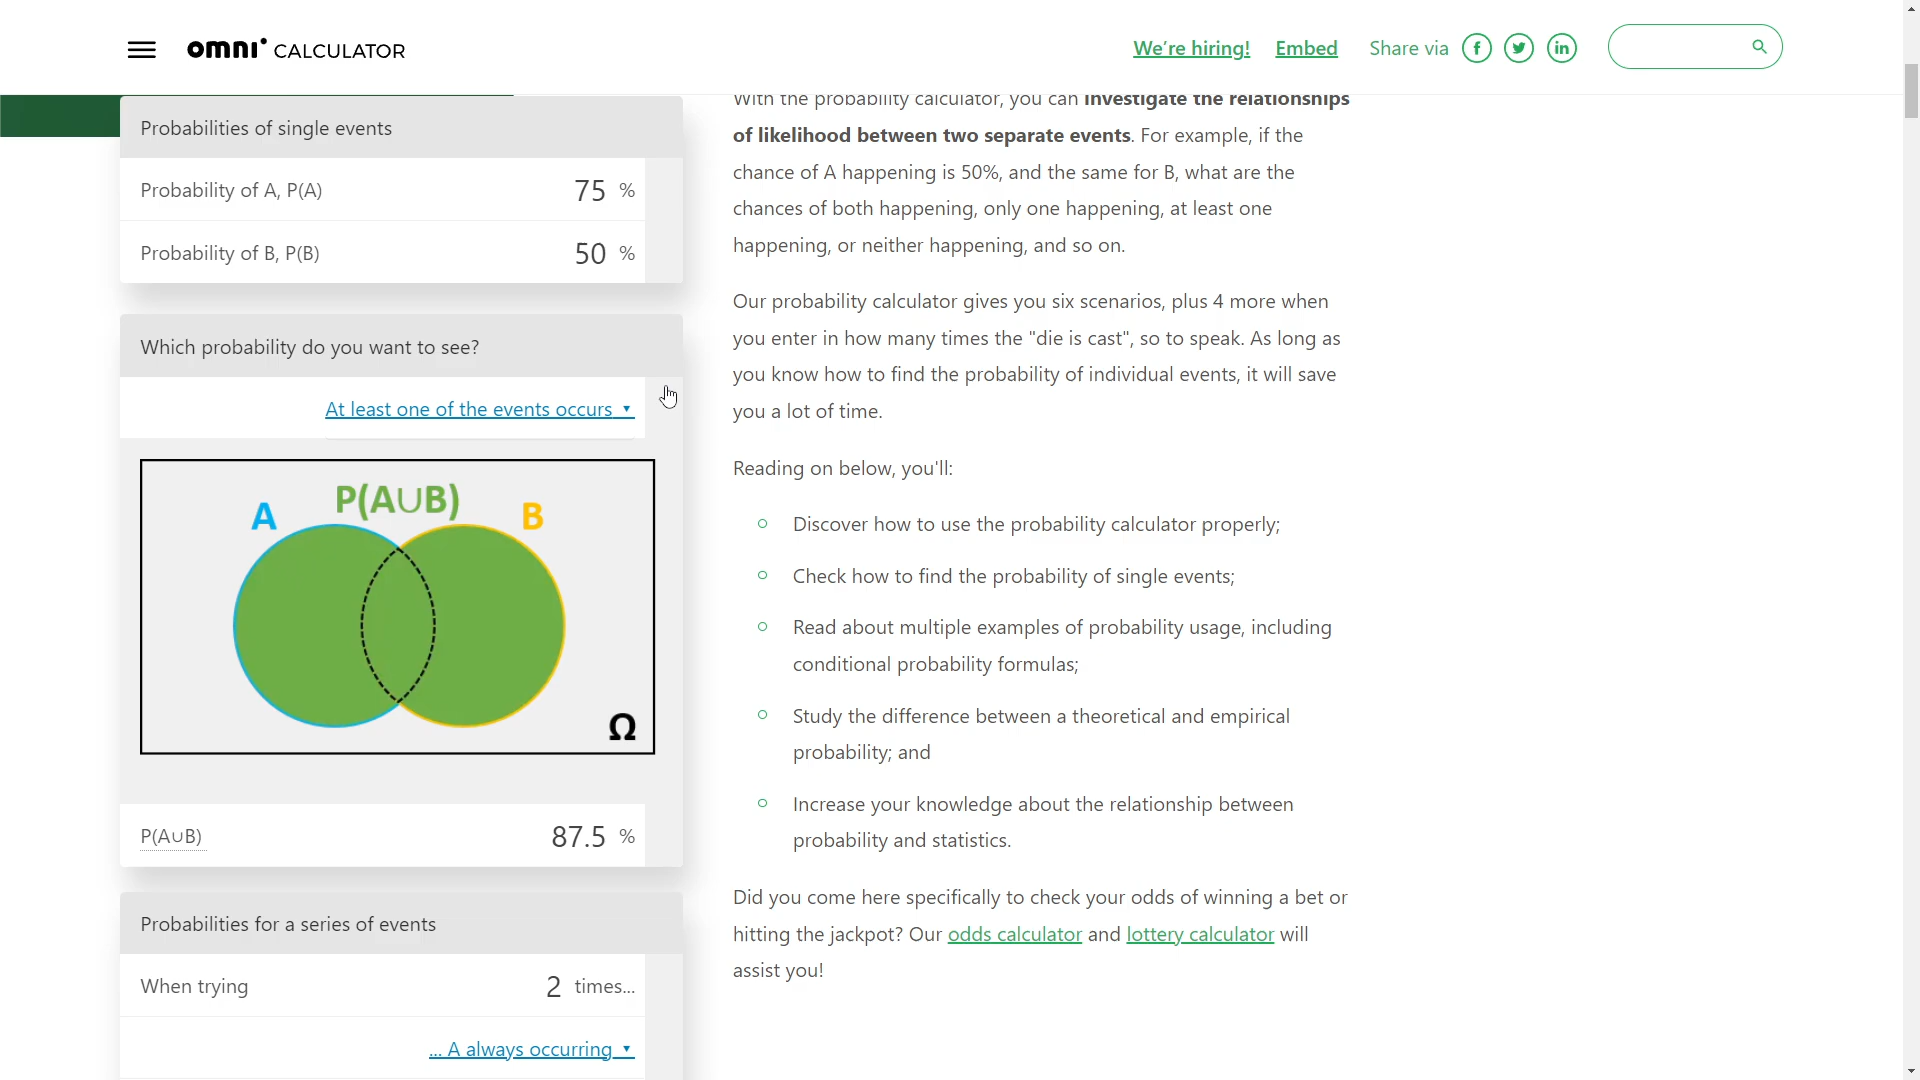 omni CALCULATOR
We're hiring! Embed Share via
Probabilities of single events
Probability of A, P(A) 75 %
Probability of B, P(B) 50 %
Which probability do you want to see?
At least one of the events occurs
P(A∪B)
A B
Ω
P(A∪B) 87.5 %
Probabilities for a series of events
When trying 2 times...
... A always occurring
With the probability calculator, you can investigate the relationships
of likelihood between two separate events. For example, if the
chance of A happening is 50%, and the same for B, what are the
chances of both happening, only one happening, at least one
happening, or neither happening, and so on.
Our probability calculator gives you six scenarios, plus 4 more when
you enter in how many times the "die is cast", so to speak. As long as
you know how to find the probability of individual events, it will save
you a lot of time.
Reading on below, you'll:
Discover how to use the probability calculator properly;
Check how to find the probability of single events;
Read about multiple examples of probability usage, including
conditional probability formulas;
Study the difference between a theoretical and empirical
probability; and
Increase your knowledge about the relationship between
probability and statistics.
Did you come here specifically to check your odds of winning a bet or
hitting the jackpot? Our odds calculator and lottery calculator will
assist you!